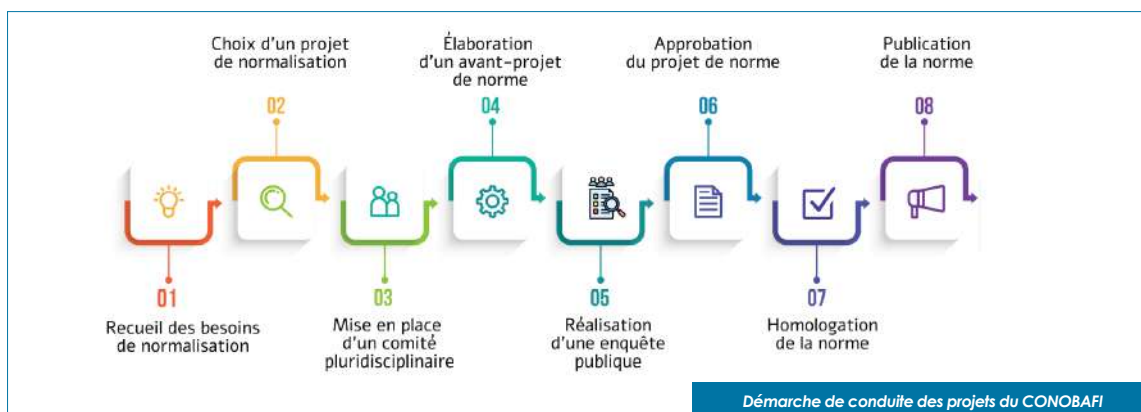 01
Recueil des besoins
de normalisation
Choix d'un projet
de normalisation
02
03
Mise en place
d'un comité
pluridisciplinaire
Élaboration
d'un avant-projet
de norme
04
05
Réalisation
d'une enquête
publique
Approbation
du projet de norme
06
07
Homologation
de la norme
Publication
de la norme
08
Démarche de conduite des projets du CONOBAFI